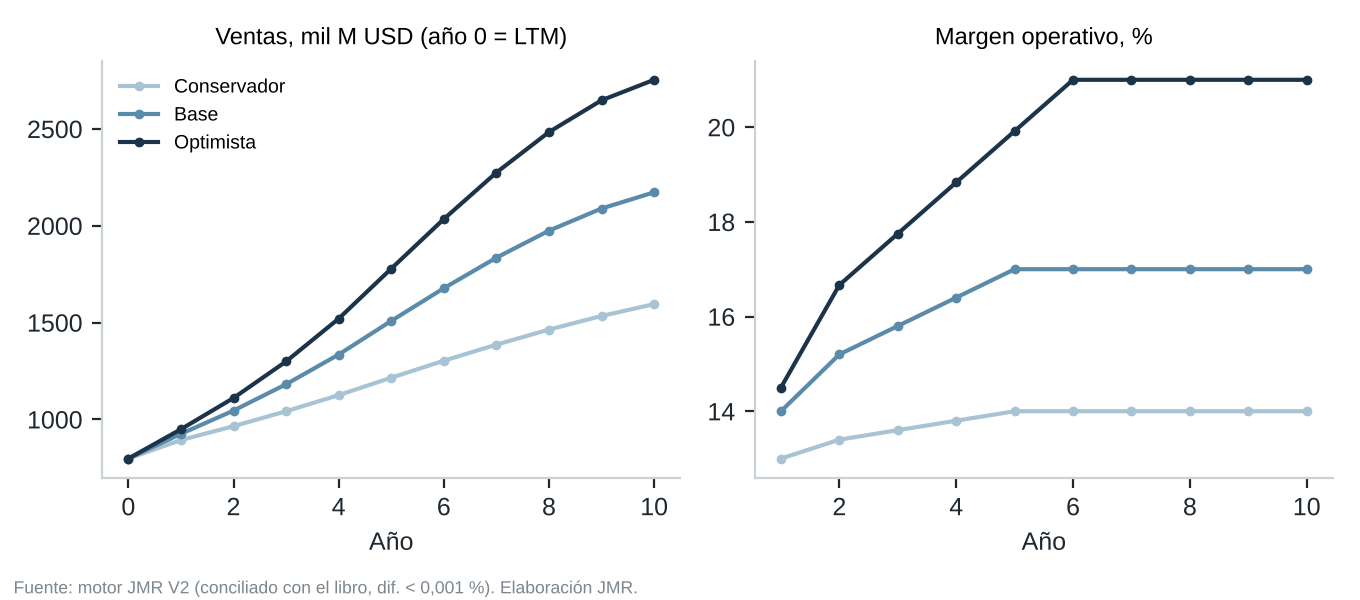 Ventas, mil M USD (año 0 = LTM)
Conservador
Base
Optimista
2500
2000
1500
1000
0 2 4 6 8 10
Año
Margen operativo, %
20
18
16
14
2 4 6 8 10
Año
Fuente: motor JMR V2 (conciliado con el libro, dif. < 0,001 %). Elaboración JMR.